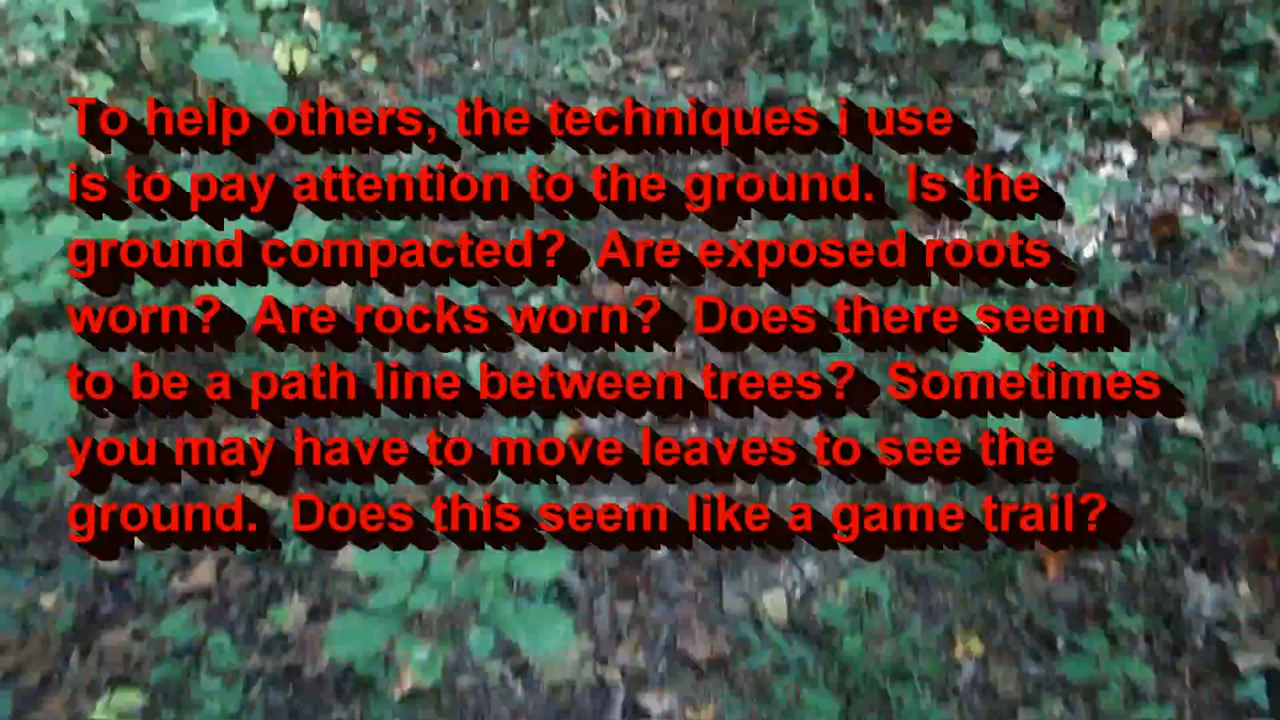 To help others, the techniques i use
is to pay attention to the ground.  Is the
ground compacted?  Are exposed roots
worn?  Are rocks worn?  Does there seem
to be a path line between trees?  Sometimes
you may have to move leaves to see the
ground.  Does this seem like a game trail?